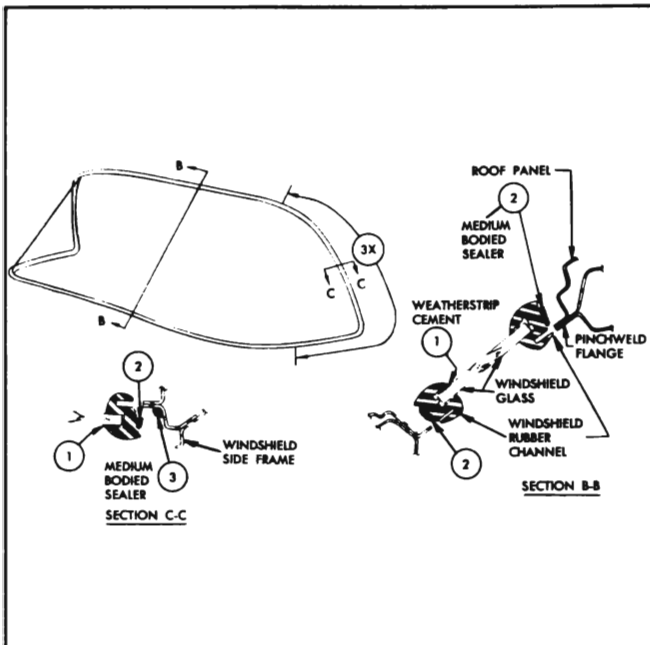 B
B
3X
C
C
ROOF PANEL
2
MEDIUM
BODIED
SEALER
WEATHERSTRIP
CEMENT
1
PINCHWELD
FLANGE
WINDSHIELD
GLASS
WINDSHIELD
RUBBER
CHANNEL
2
SECTION B-B
2
1
MEDIUM
BODIED
SEALER
3
WINDSHIELD
SIDE FRAME
SECTION C-C